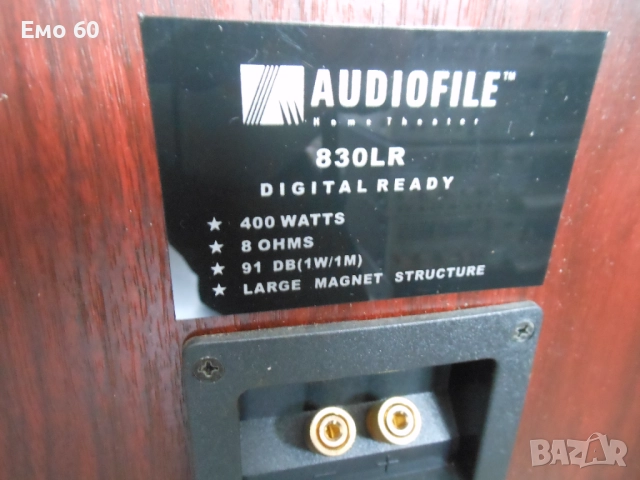 Emo 60
AUDIOFILE™
Home Theater
830LR
DIGITAL READY
★ 400 WATTS
★ 8 OHMS
★ 91 DB(1W/1M)
★ LARGE MAGNET STRUCTURE
- +
BAZAR